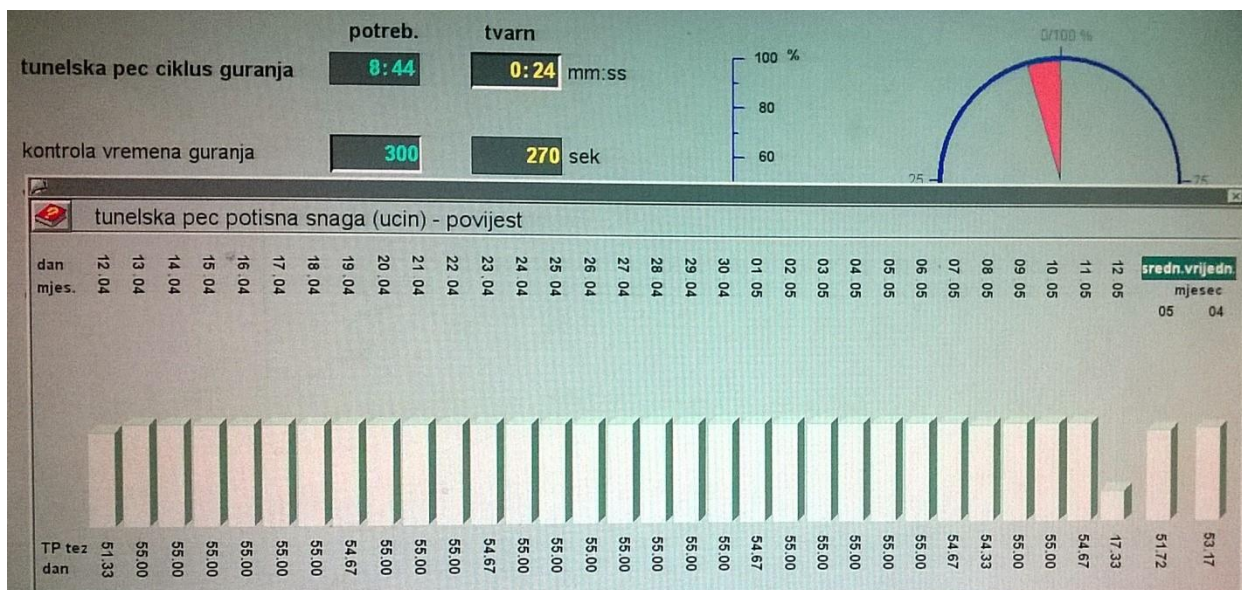 potreb. tvarn
0/100 %
tunelska pec ciklus guranja 8:44 0:24 mm:ss
100 %
80
kontrola vremena guranja 300 270 sek
60
25 75
tunelska pec potisna snaga (ucin) - povijest
dan
mjes.
12.04 13.04 14.04 15.04 16.04 17.04 18.04 19.04 20.04 21.04 22.04 23.04 24.04 25.04 26.04 27.04 28.04 29.04 30.04 01.05 02.05 03.05 04.05 05.05 06.05 07.05 08.05 09.05 10.05 11.05 12.05
sredn.vrijedn.
mjesec
05 04
TP tez
dan
51.33 55.00 55.00 55.00 55.00 55.00 55.00 54.67 55.00 55.00 55.00 54.67 55.00 55.00 55.00 55.00 55.00 55.00 55.00 54.67 55.00 55.00 55.00 55.00 55.00 54.67 54.33 55.00 55.00 54.67 17.33 51.72 53.17